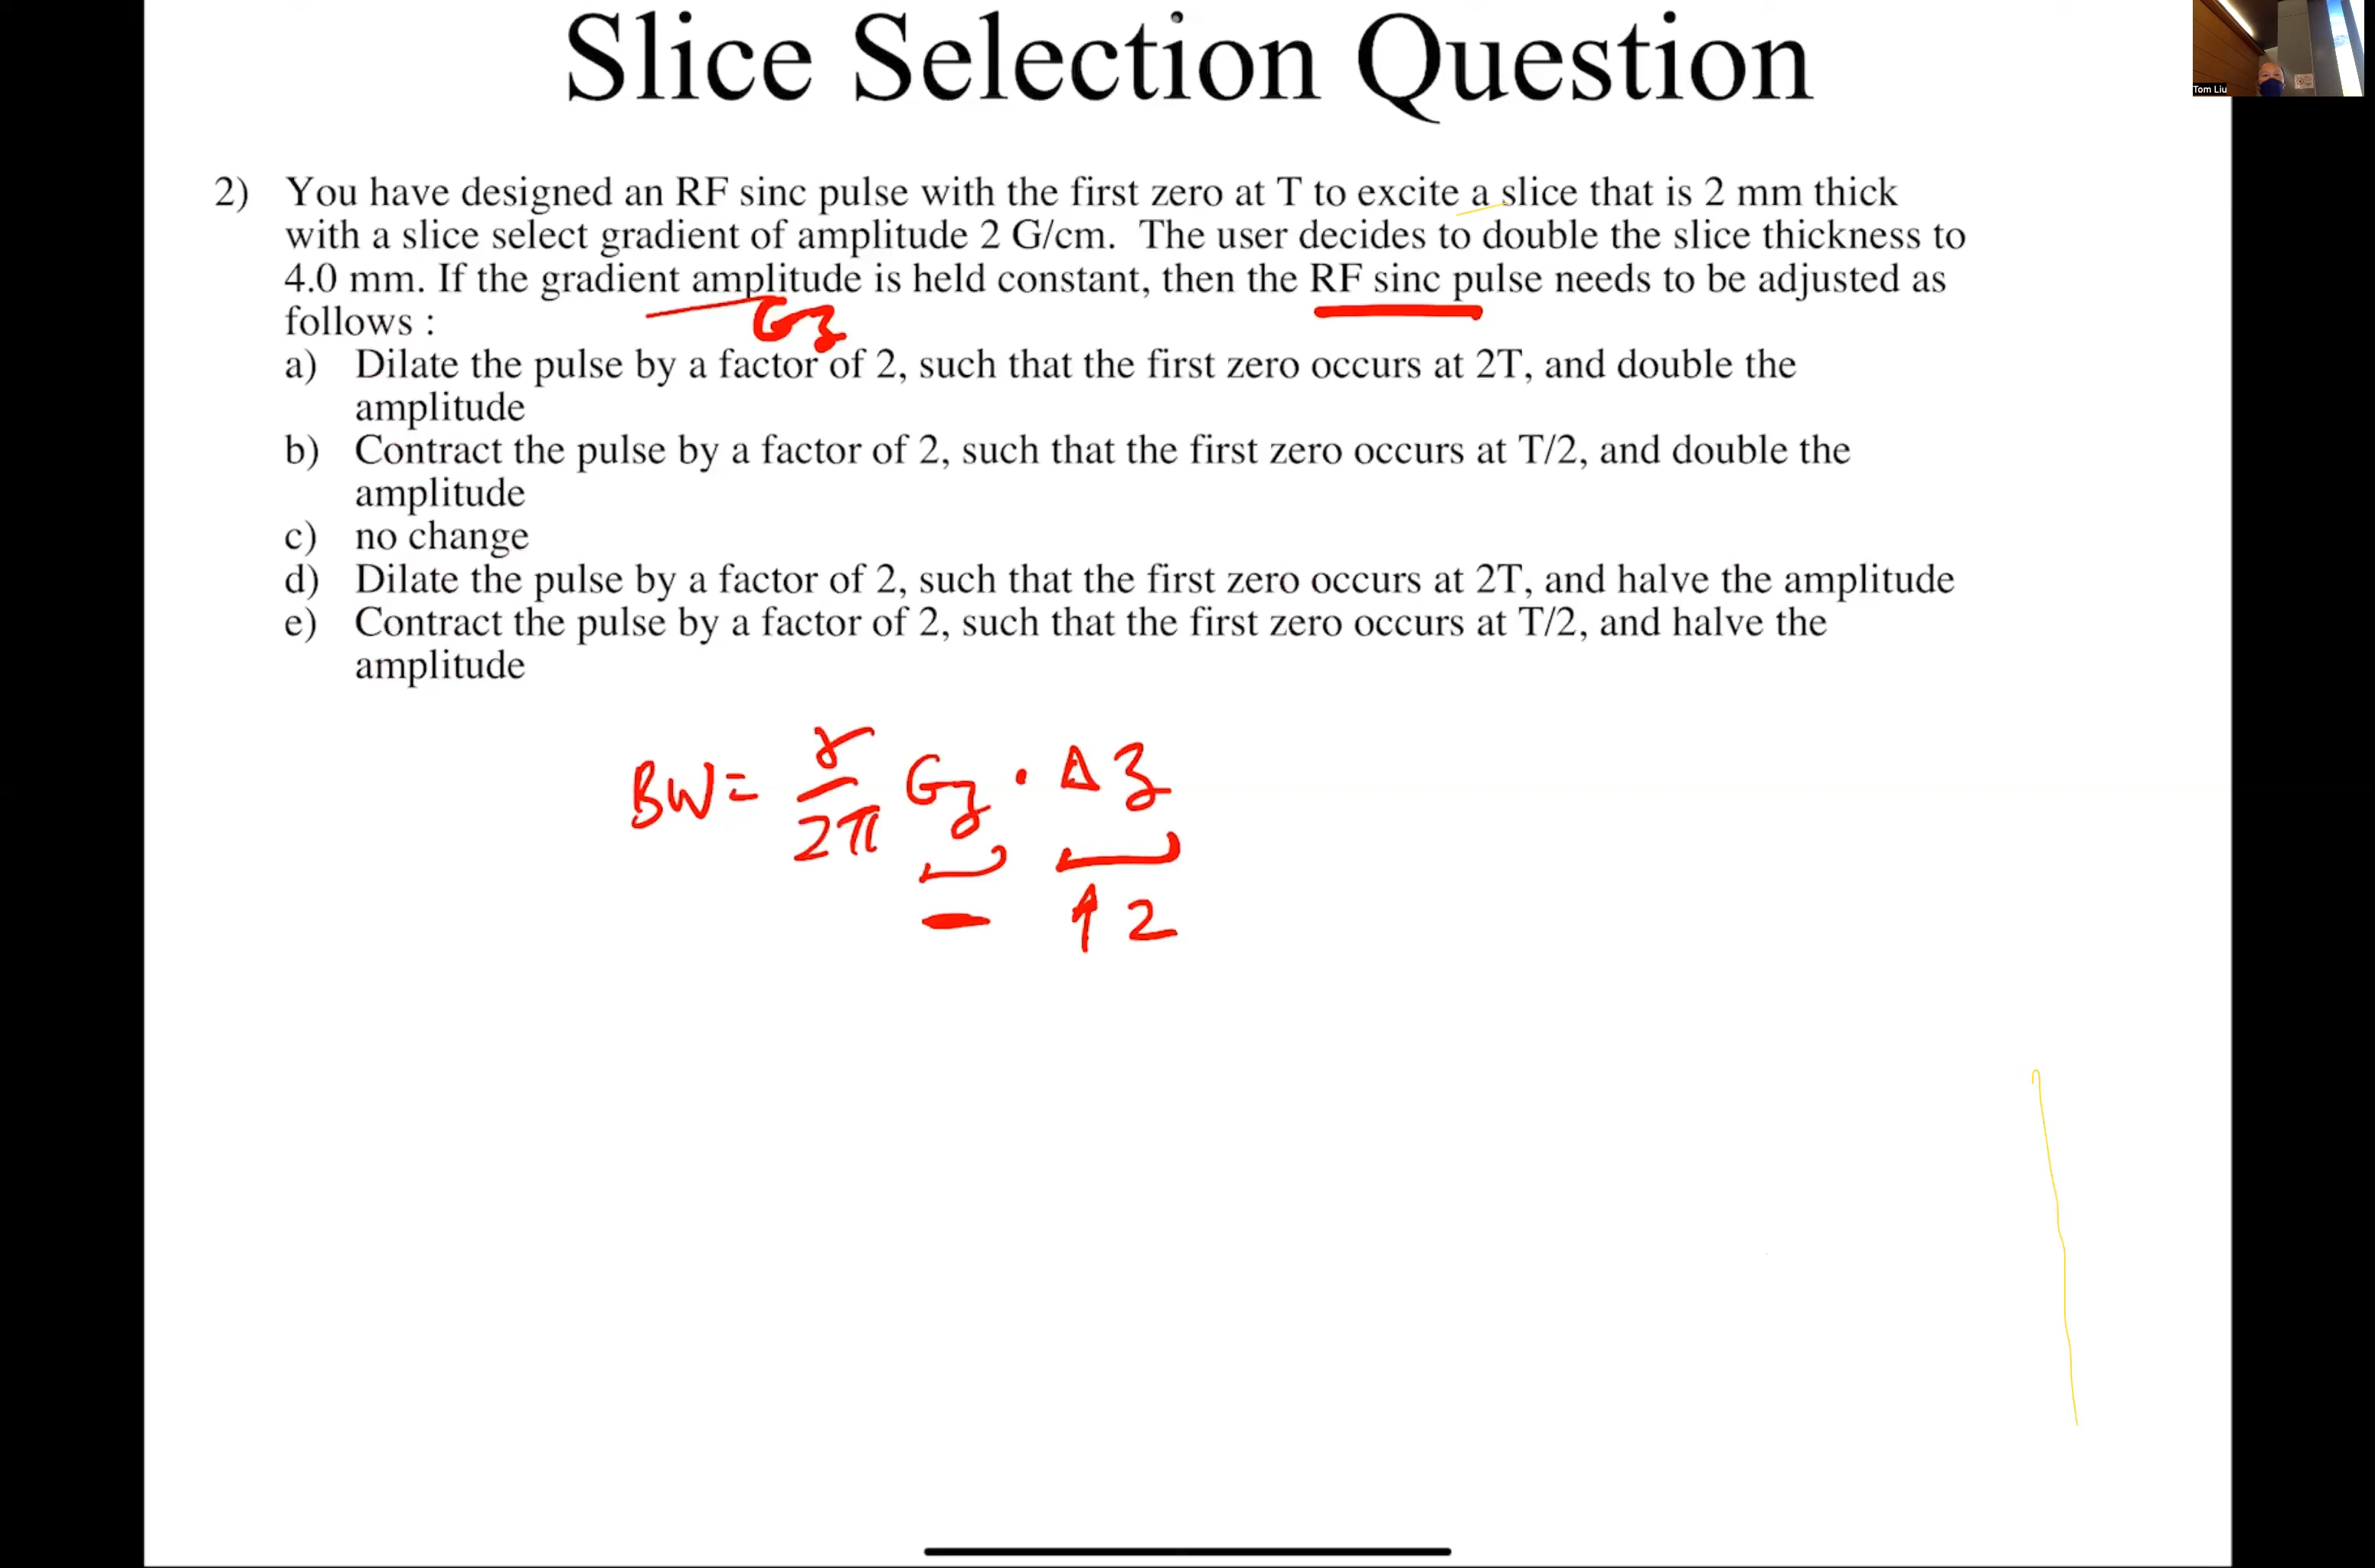 Slice Selection Question
Tom Liu
2) You have designed an RF sinc pulse with the first zero at T to excite a slice that is 2 mm thick
with a slice select gradient of amplitude 2 G/cm. The user decides to double the slice thickness to
4.0 mm. If the gradient amplitude is held constant, then the RF sinc pulse needs to be adjusted as
follows :
Gz
a) Dilate the pulse by a factor of 2, such that the first zero occurs at 2T, and double the
amplitude
b) Contract the pulse by a factor of 2, such that the first zero occurs at T/2, and double the
amplitude
c) no change
d) Dilate the pulse by a factor of 2, such that the first zero occurs at 2T, and halve the amplitude
e) Contract the pulse by a factor of 2, such that the first zero occurs at T/2, and halve the
amplitude
BW = γ/2π Gz · Δz
— ↑ 2